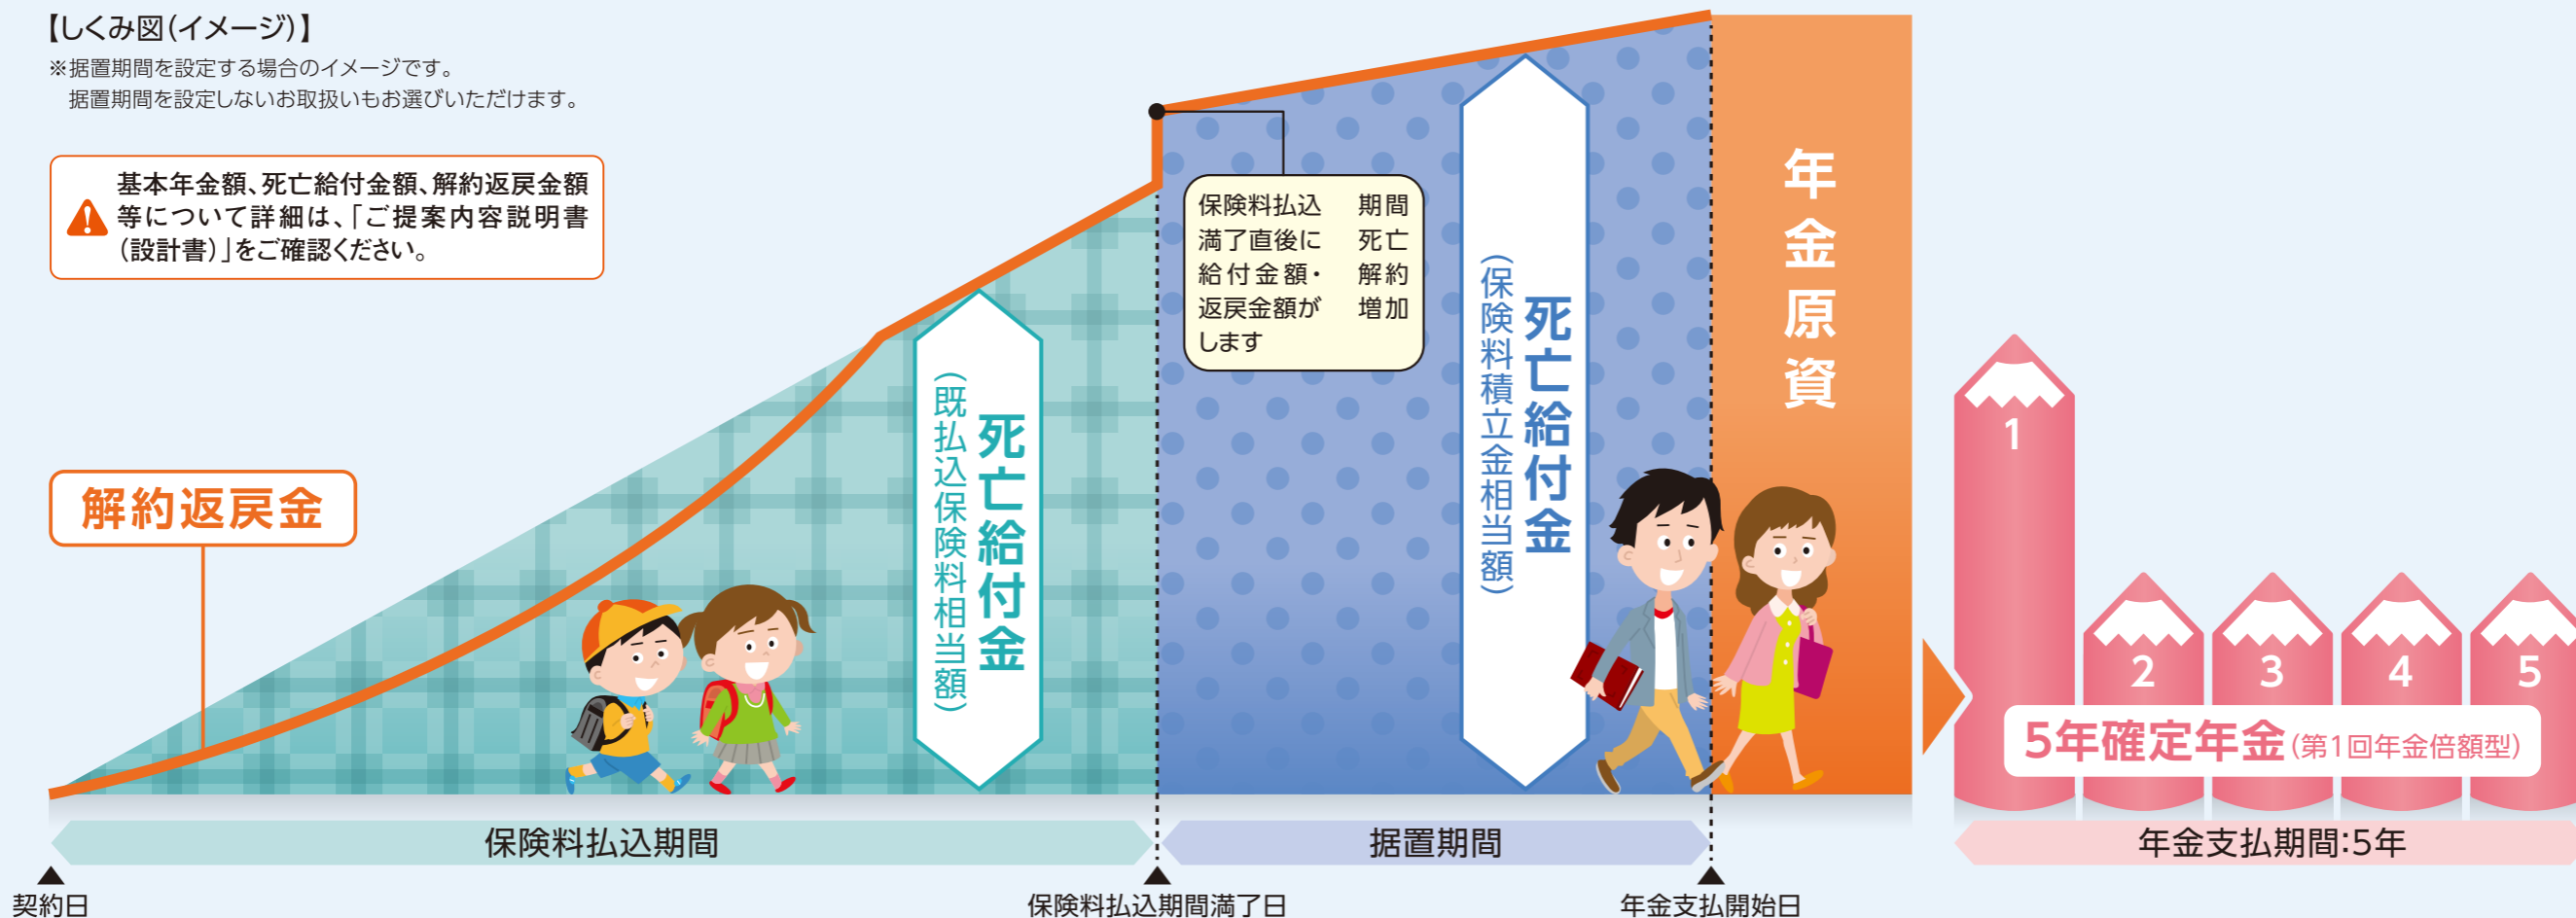 【しくみ図(イメージ)】
※据置期間を設定する場合のイメージです。
据置期間を設定しないお取扱いもお選びいただけます。
基本年金額、死亡給付金額、解約返戻金額
等について詳細は、「ご提案内容説明書
(設計書)」をご確認ください。
解約返戻金
死亡給付金
(既払込保険料相当額)
保険料払込 期間
満了直後に 死亡
給付金額・ 解約
返戻金額が 増加
します
死亡給付金
(保険料積立金相当額)
年金原資
1
2
3
4
5
5年確定年金(第1回年金倍額型)
保険料払込期間
据置期間
年金支払期間:5年
契約日
保険料払込期間満了日
年金支払開始日